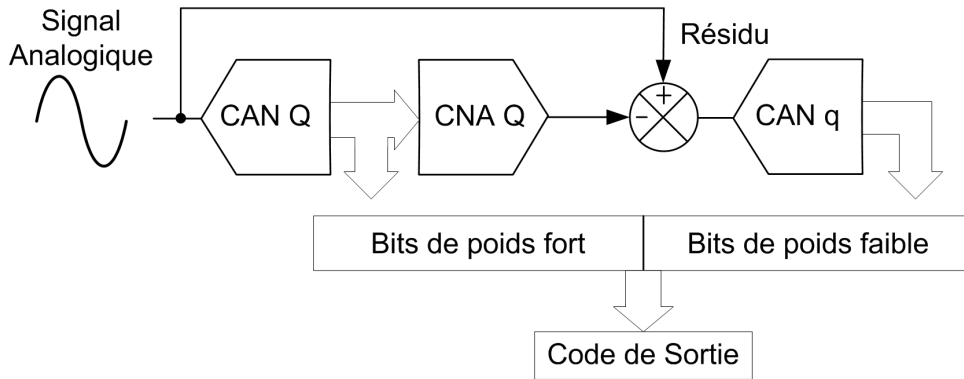 Signal
Analogique
Résidu
CAN Q
CNA Q
+
-
CAN q
Bits de poids fort
Bits de poids faible
Code de Sortie